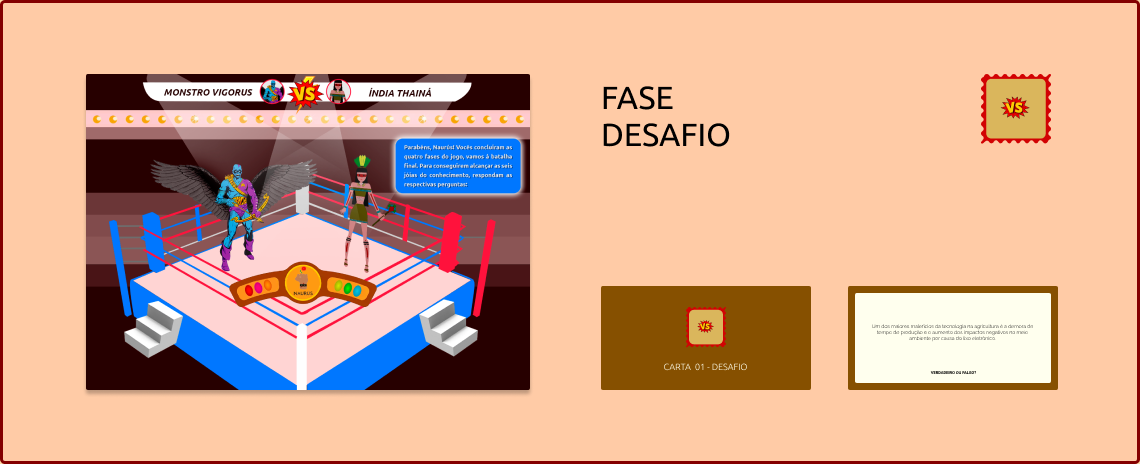 MONSTRO VIGORUS
VS
ÍNDIA THAINÁ
Parabéns, Naurús! Vocês concluíram as
quatro fases do jogo, vamos à batalha
final. Para conseguirem alcançar as seis
jóias do conhecimento, respondam as
respectivas perguntas:
NAURÚS
FASE
DESAFIO
VS
VS
CARTA 01 - DESAFIO
Um dos maiores malefícios da tecnologia na agricultura é a demora de
tempo de produção e o aumento dos impactos negativos no meio
ambiente por causa do lixo eletrônico.
VERDADEIRO OU FALSO?